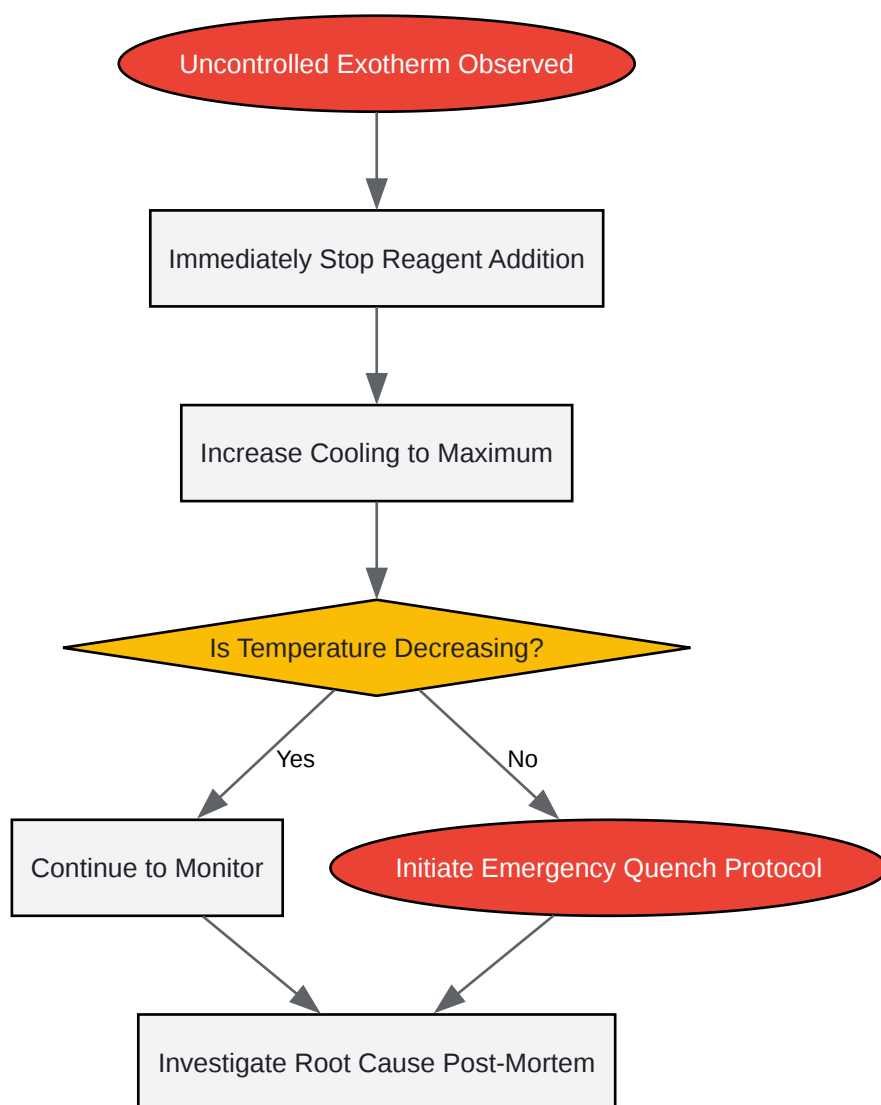 Uncontrolled Exotherm Observed
Immediately Stop Reagent Addition
Increase Cooling to Maximum
Is Temperature Decreasing?
Yes
No
Continue to Monitor
Initiate Emergency Quench Protocol
Investigate Root Cause Post-Mortem